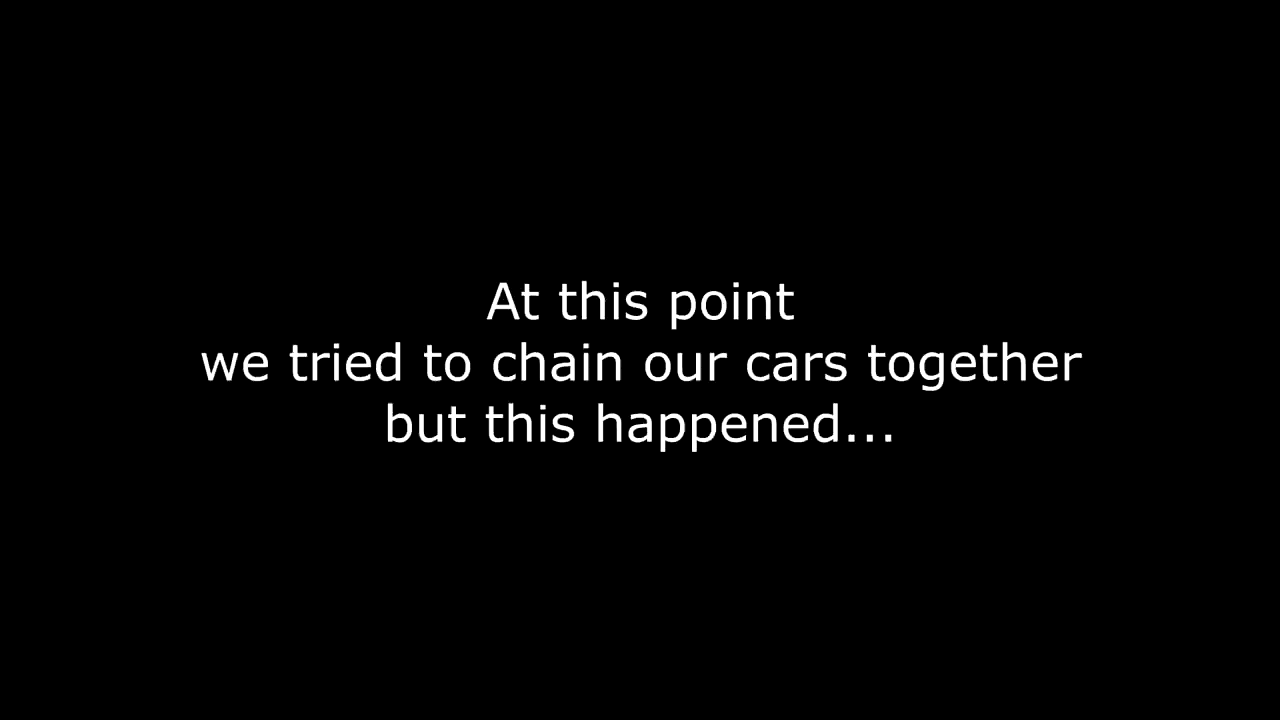 At this point
we tried to chain our cars together
but this happened...